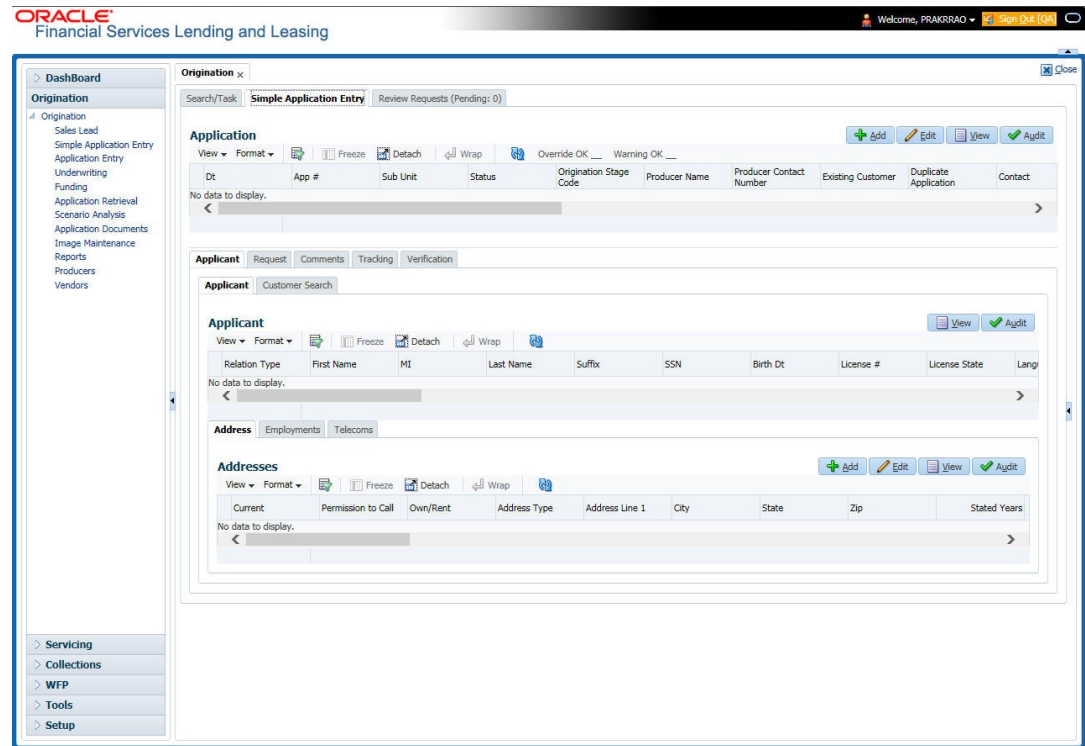 ORACLE®
Financial Services Lending and Leasing
Welcome, PRAKRRAO Sign Out [QA]
DashBoard
Origination
Origination
Sales Lead
Simple Application Entry
Application Entry
Underwriting
Funding
Application Retrieval
Scenario Analysis
Application Documents
Image Maintenance
Reports
Producers
Vendors
Servicing
Collections
WFP
Tools
Setup
Origination x Close
Search/Task Simple Application Entry Review Requests (Pending: 0)
Application Add Edit View Audit
View Format Freeze Detach Wrap Override OK __ Warning OK __
Dt App # Sub Unit Status Origination Stage Code Producer Name Producer Contact Number Existing Customer Duplicate Application Contact
No data to display.
Applicant Request Comments Tracking Verification
Applicant Customer Search
Applicant View Audit
View Format Freeze Detach Wrap
Relation Type First Name MI Last Name Suffix SSN Birth Dt License # License State Lang
No data to display.
Address Employments Telecoms
Addresses Add Edit View Audit
View Format Freeze Detach Wrap
Current Permission to Call Own/Rent Address Type Address Line 1 City State Zip Stated Years
No data to display.